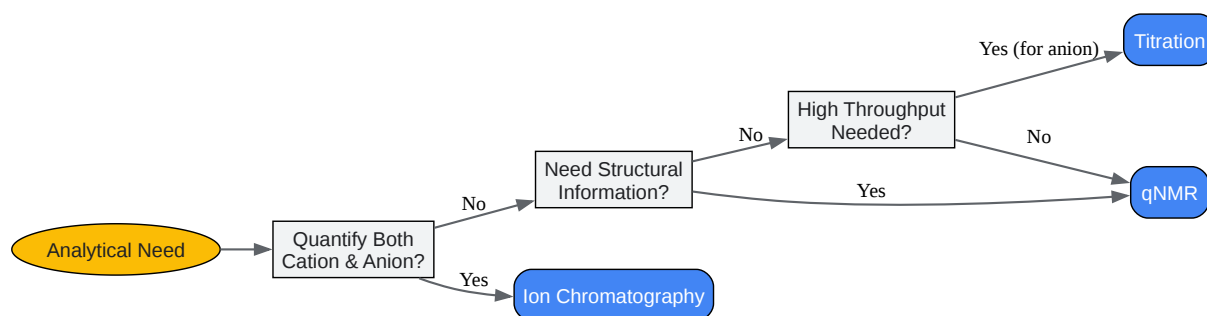 Analytical Need
Quantify Both
Cation & Anion?
No
Yes
Need Structural
Information?
Ion Chromatography
No
Yes
High Throughput
Needed?
Yes (for anion)
No
Titration
qNMR